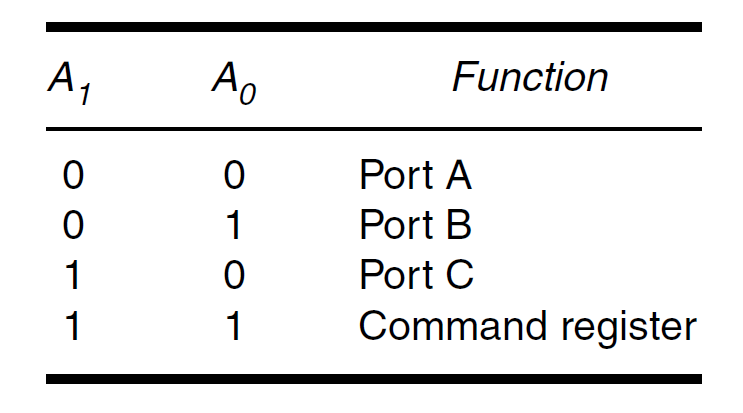 A1 A0 Function
0 0 Port A
0 1 Port B
1 0 Port C
1 1 Command register